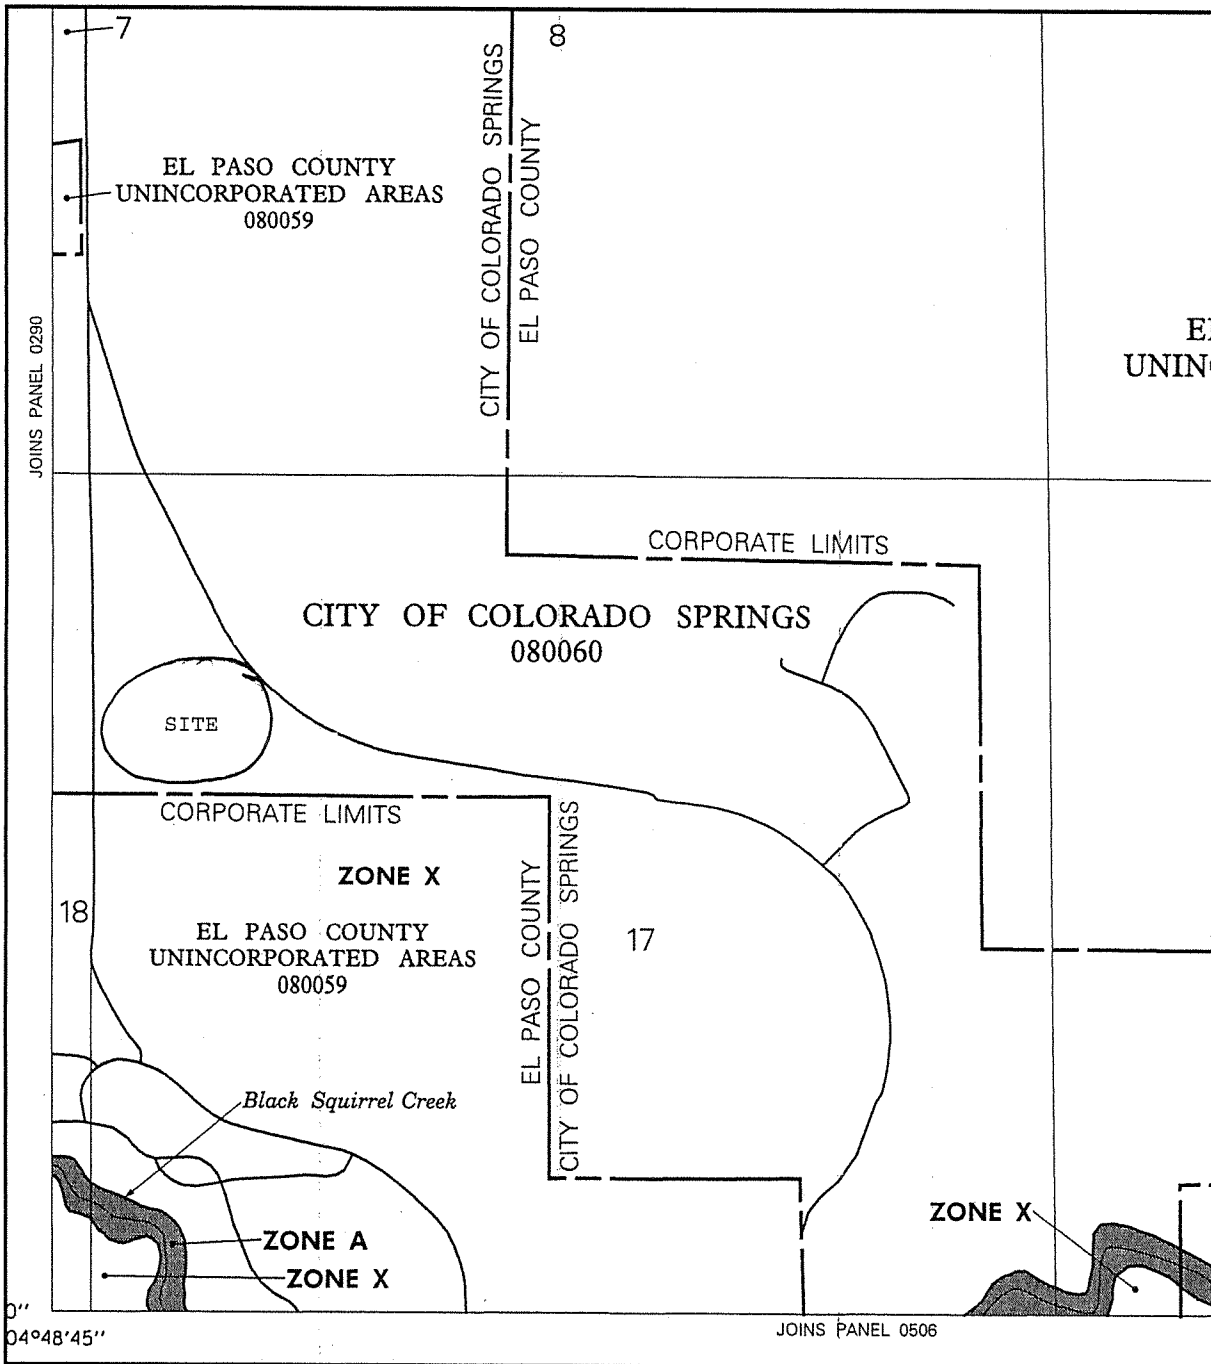 7
8
EL PASO COUNTY
UNINCORPORATED AREAS
080059
CITY OF COLORADO SPRINGS
EL PASO COUNTY
JOINS PANEL 0290
CORPORATE LIMITS
CITY OF COLORADO SPRINGS
080060
SITE
CORPORATE LIMITS
ZONE X
18
EL PASO COUNTY
UNINCORPORATED AREAS
080059
EL PASO COUNTY
CITY OF COLORADO SPRINGS
17
Black Squirrel Creek
ZONE A
ZONE X
ZONE X
0''
04°48'45''
JOINS PANEL 0506